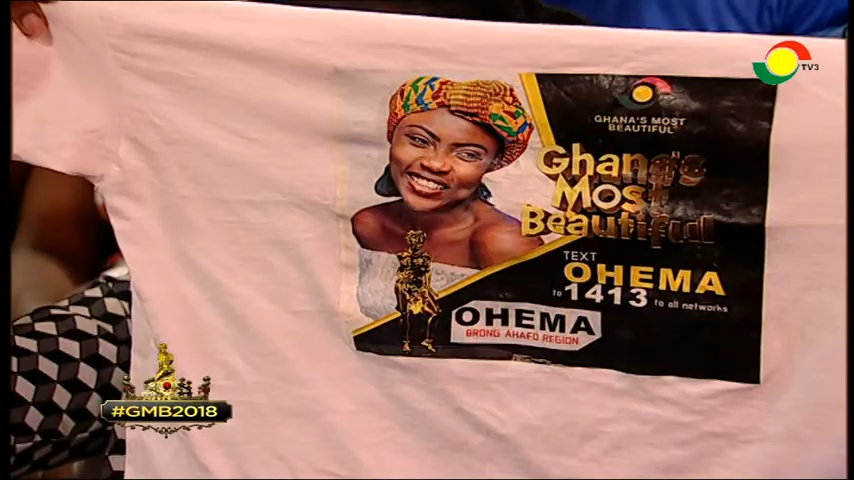 TV3
GHANA'S MOST
BEAUTIFUL
Ghana's
Most
Beautiful
TEXT
OHEMA
to 1413 to all networks
OHEMA
BRONG AHAFO REGION
#GMB2018